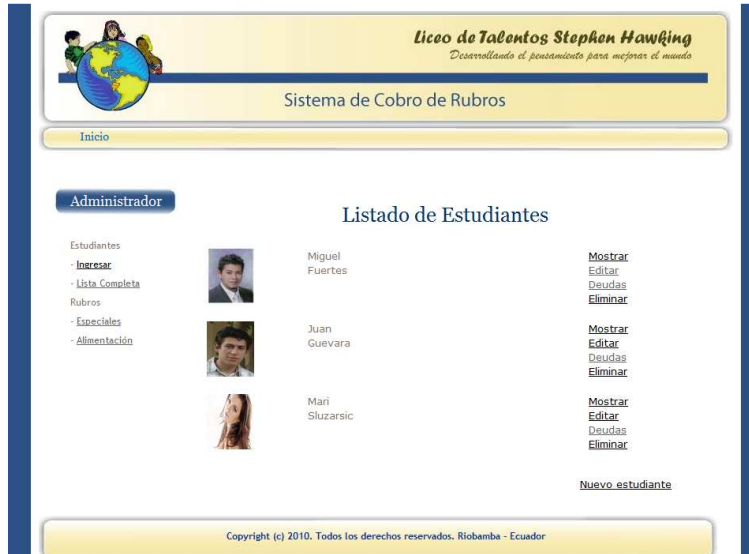 Liceo de Talentos Stephen Hawking
Desarrollando el pensamiento para mejorar el mundo
Sistema de Cobro de Rubros
Inicio
Administrador
Listado de Estudiantes
Estudiantes
- Ingresar
- Lista Completa
Rubros
- Especiales
- Alimentación
Miguel
Fuertes
Mostrar
Editar
Deudas
Eliminar
Juan
Guevara
Mostrar
Editar
Deudas
Eliminar
Mari
Sluzarsic
Mostrar
Editar
Deudas
Eliminar
Nuevo estudiante
Copyright (c) 2010. Todos los derechos reservados. Riobamba - Ecuador